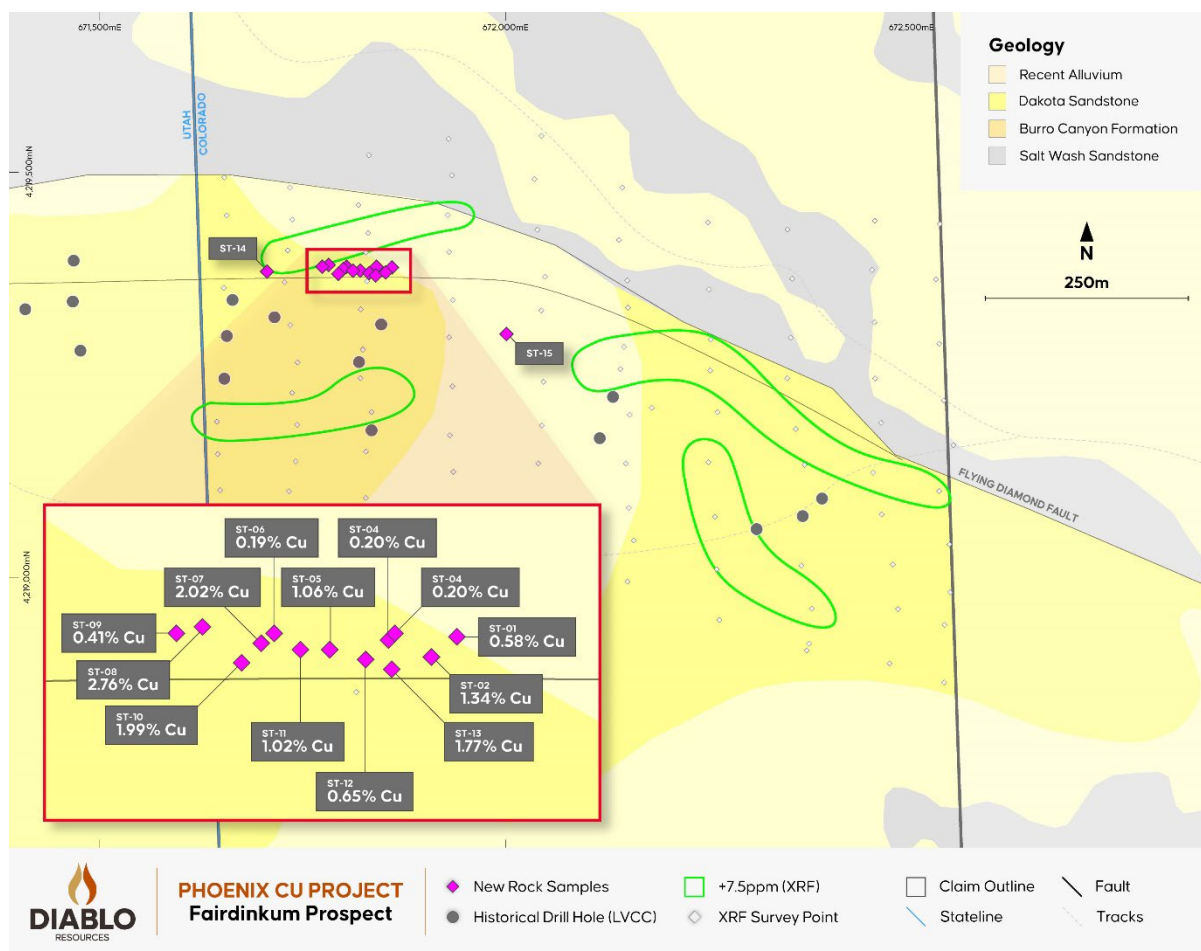 671,500mE
672,000mE
672,500mE
4,219,500mN
4,219,000mN
UTAH
COLORADO
Geology
Recent Alluvium
Dakota Sandstone
Burro Canyon Formation
Salt Wash Sandstone
N
250m
ST-14
ST-15
FLYING DIAMOND FAULT
ST-06
0.19% Cu
ST-04
0.20% Cu
ST-07
2.02% Cu
ST-05
1.06% Cu
ST-04
0.20% Cu
ST-09
0.41% Cu
ST-01
0.58% Cu
ST-08
2.76% Cu
ST-02
1.34% Cu
ST-10
1.99% Cu
ST-11
1.02% Cu
ST-13
1.77% Cu
ST-12
0.65% Cu
DIABLO
RESOURCES
PHOENIX CU PROJECT
Fairdinkum Prospect
New Rock Samples
Historical Drill Hole (LVCC)
+7.5ppm (XRF)
XRF Survey Point
Claim Outline
Stateline
Fault
Tracks